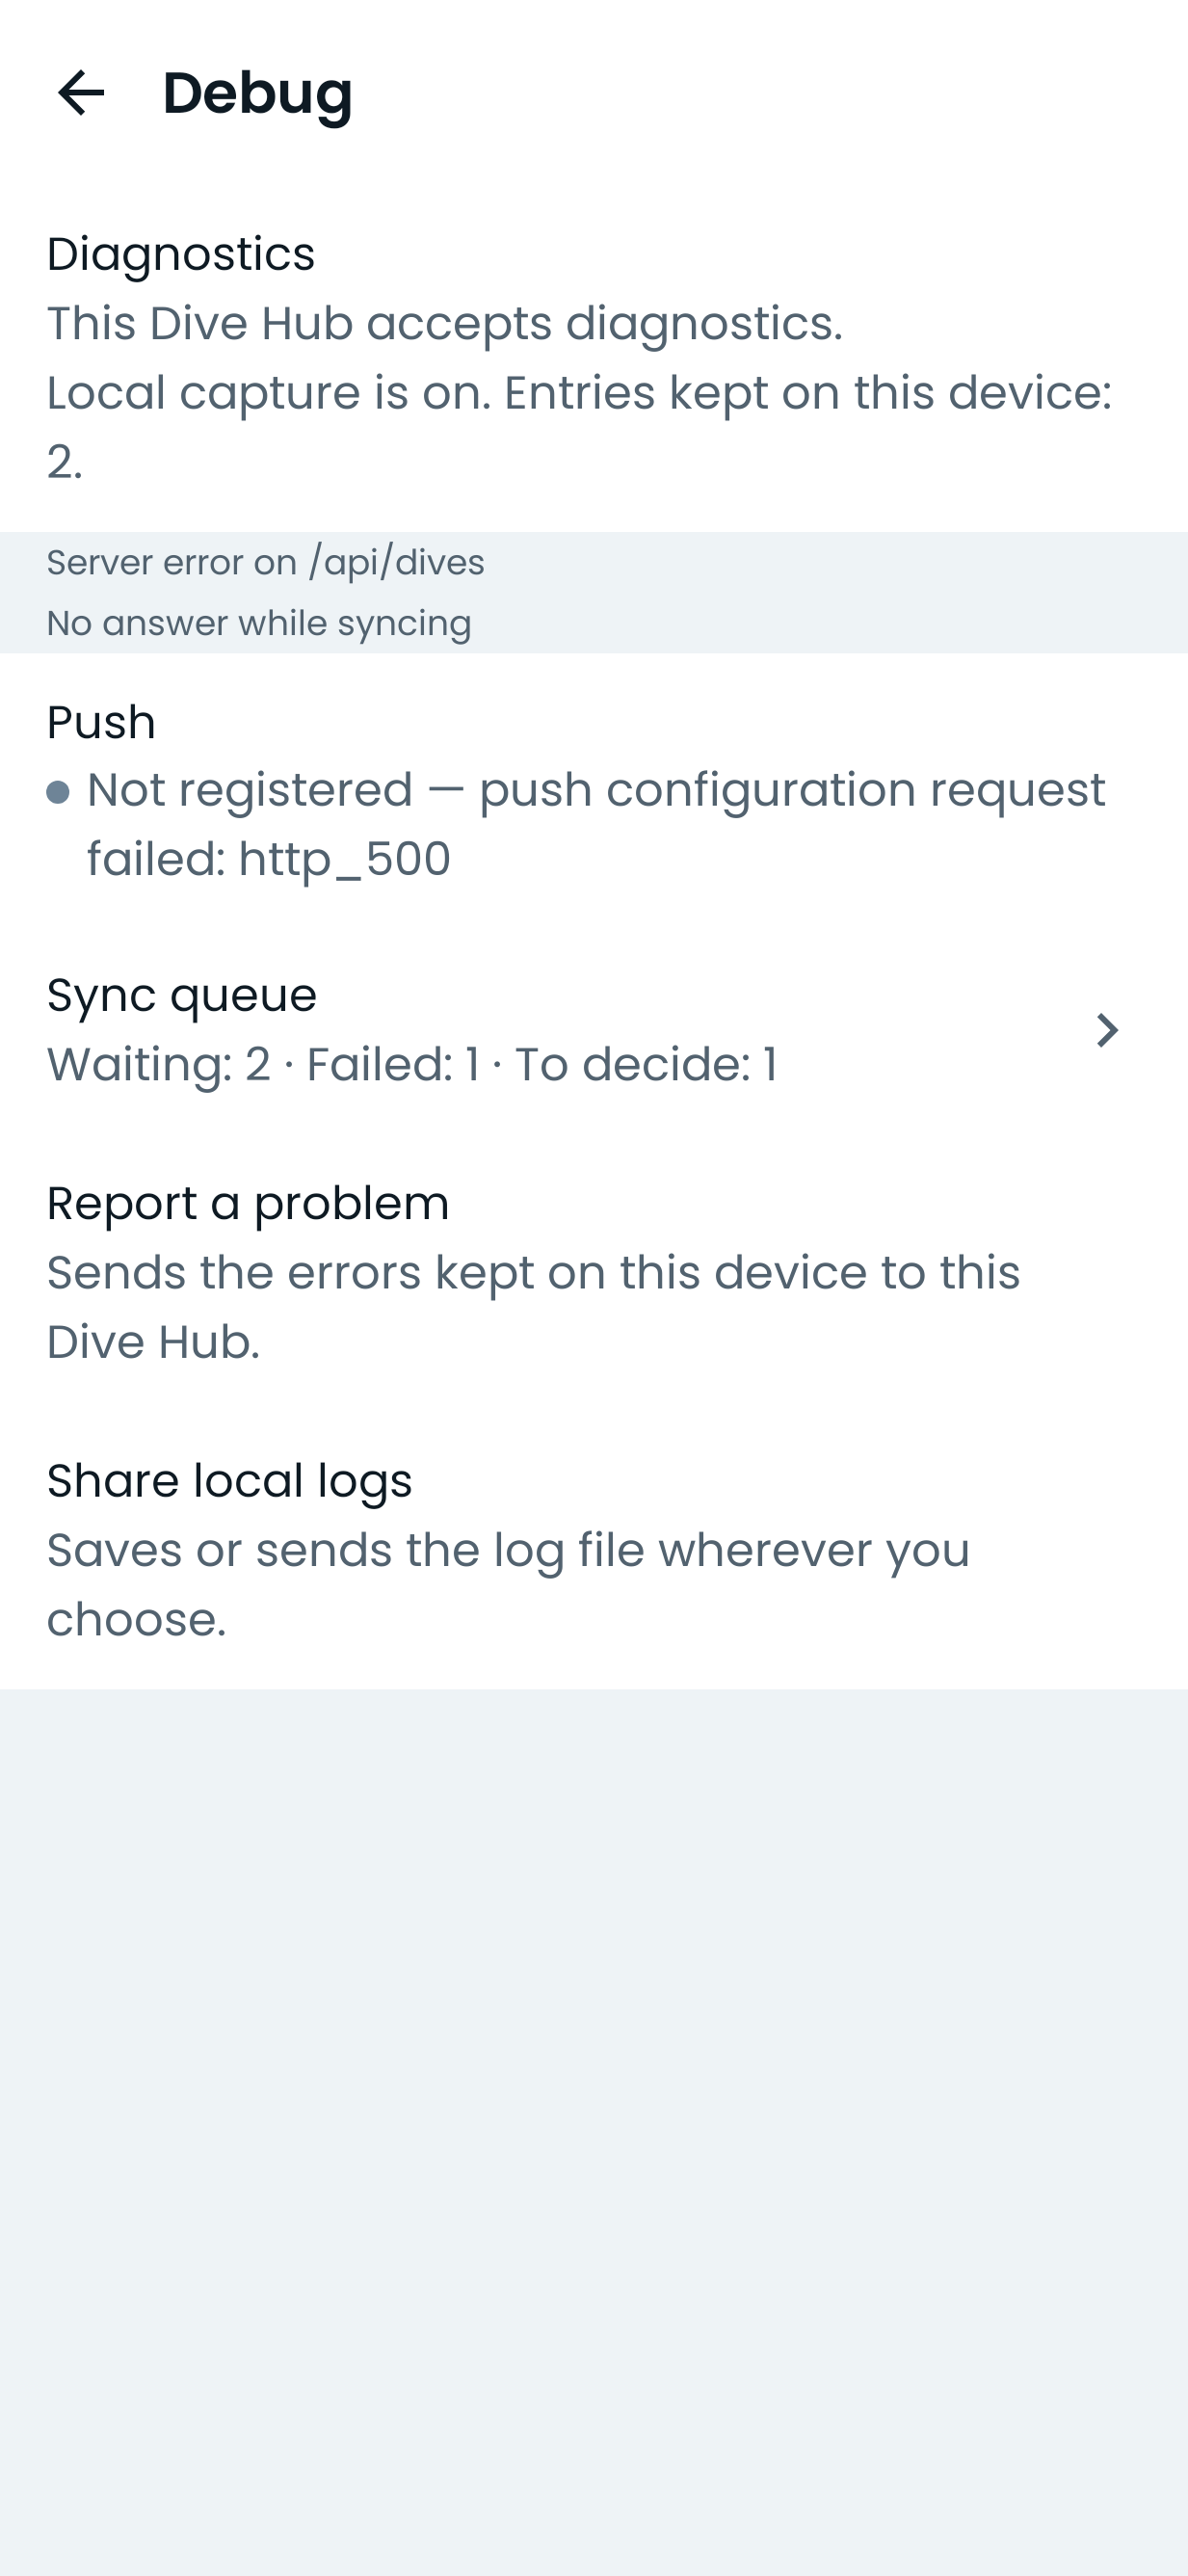 Debug
Diagnostics
This Dive Hub accepts diagnostics.
Local capture is on. Entries kept on this device:
2.
Server error on /api/dives
No answer while syncing
Push
Not registered — push configuration request
failed: http_500
Sync queue
Waiting: 2 · Failed: 1 · To decide: 1
Report a problem
Sends the errors kept on this device to this
Dive Hub.
Share local logs
Saves or sends the log file wherever you
choose.